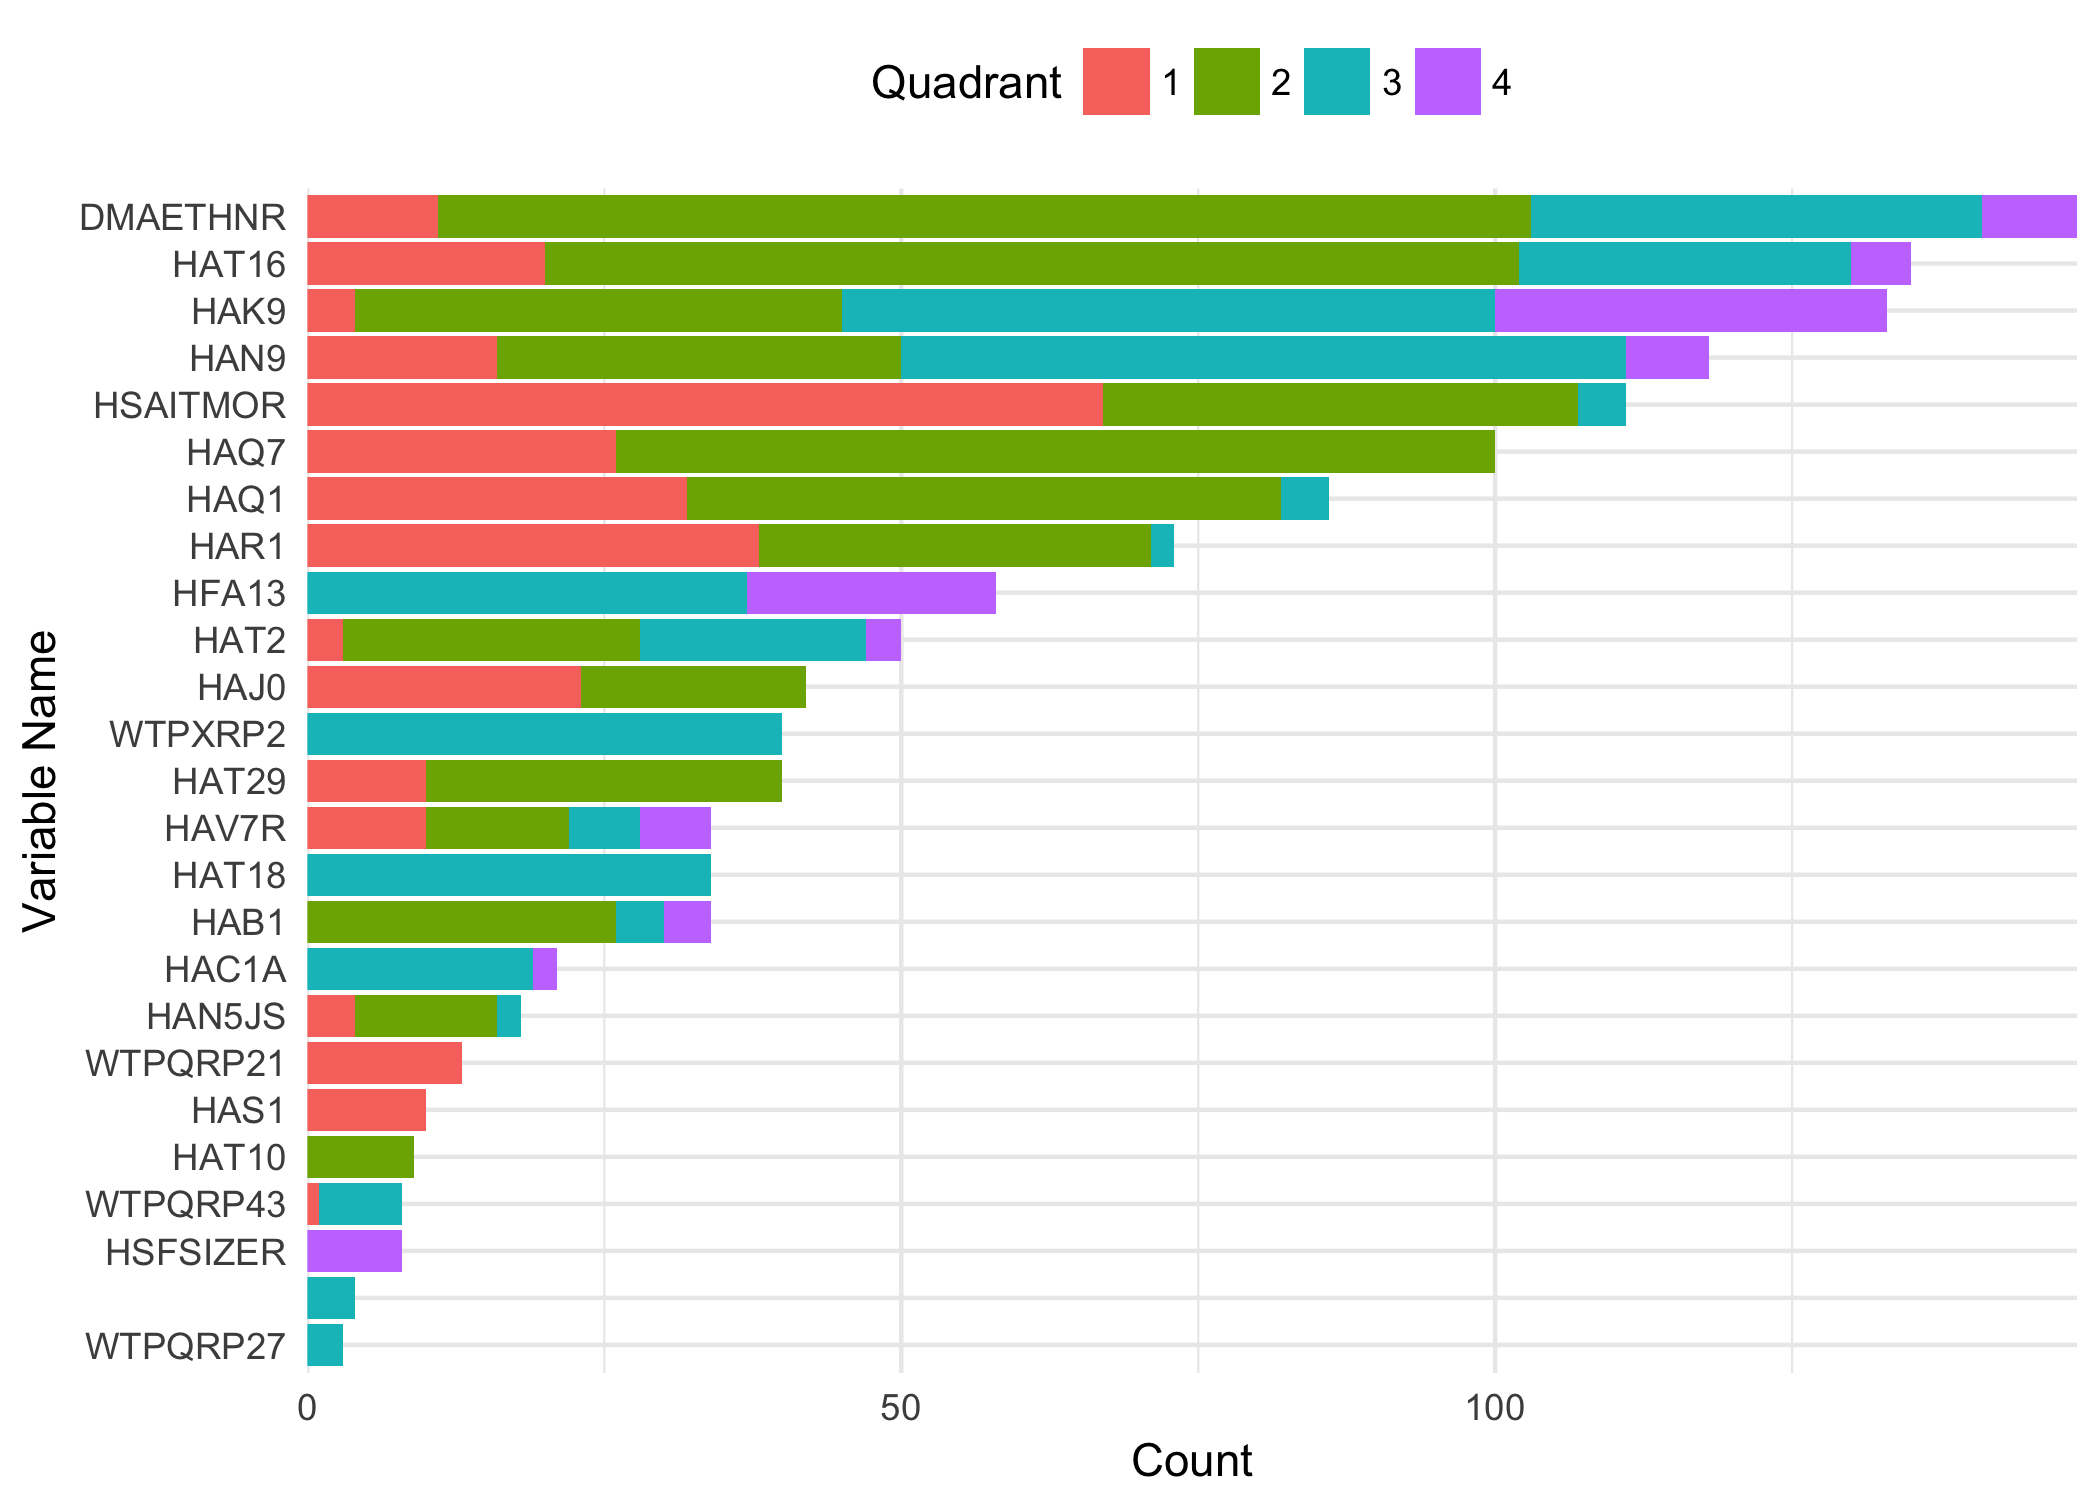 Quadrant 1 2 3 4
DMAETHNR
HAT16
HAK9
HAN9
HSAITMOR
HAQ7
HAQ1
HAR1
HFA13
HAT2
HAJ0
WTPXRP2
HAT29
HAV7R
HAT18
HAB1
HAC1A
HAN5JS
WTPQRP21
HAS1
HAT10
WTPQRP43
HSFSIZER
WTPQRP27
Variable Name
0 50 100
Count